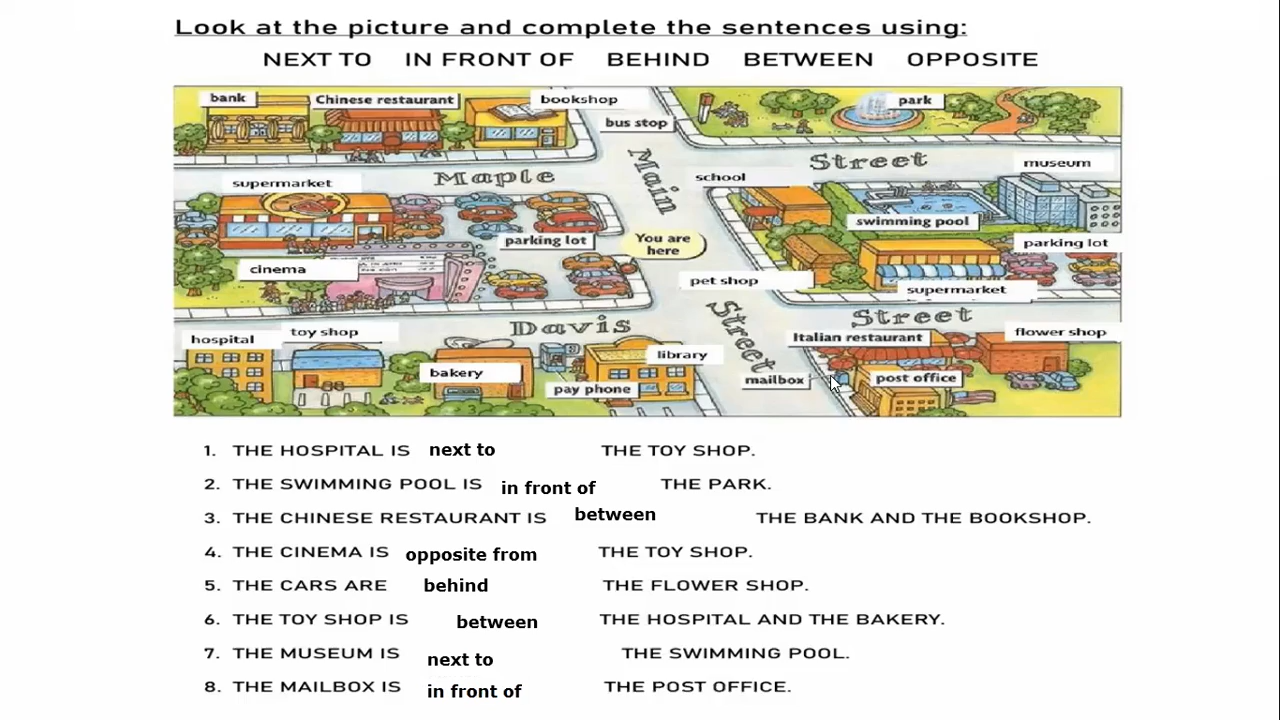 Look at the picture and complete the sentences using:
NEXT TO IN FRONT OF BEHIND BETWEEN OPPOSITE
bank Chinese restaurant bookshop park
bus stop
Maple Main Street museum
supermarket school
swimming pool
parking lot You are here parking lot
cinema pet shop supermarket
Davis Street Street
hospital toy shop Italian restaurant flower shop
library
bakery pay phone mailbox post office
1. THE HOSPITAL IS next to THE TOY SHOP.
2. THE SWIMMING POOL IS in front of THE PARK.
3. THE CHINESE RESTAURANT IS between THE BANK AND THE BOOKSHOP.
4. THE CINEMA IS opposite from THE TOY SHOP.
5. THE CARS ARE behind THE FLOWER SHOP.
6. THE TOY SHOP IS between THE HOSPITAL AND THE BAKERY.
7. THE MUSEUM IS next to THE SWIMMING POOL.
8. THE MAILBOX IS in front of THE POST OFFICE.